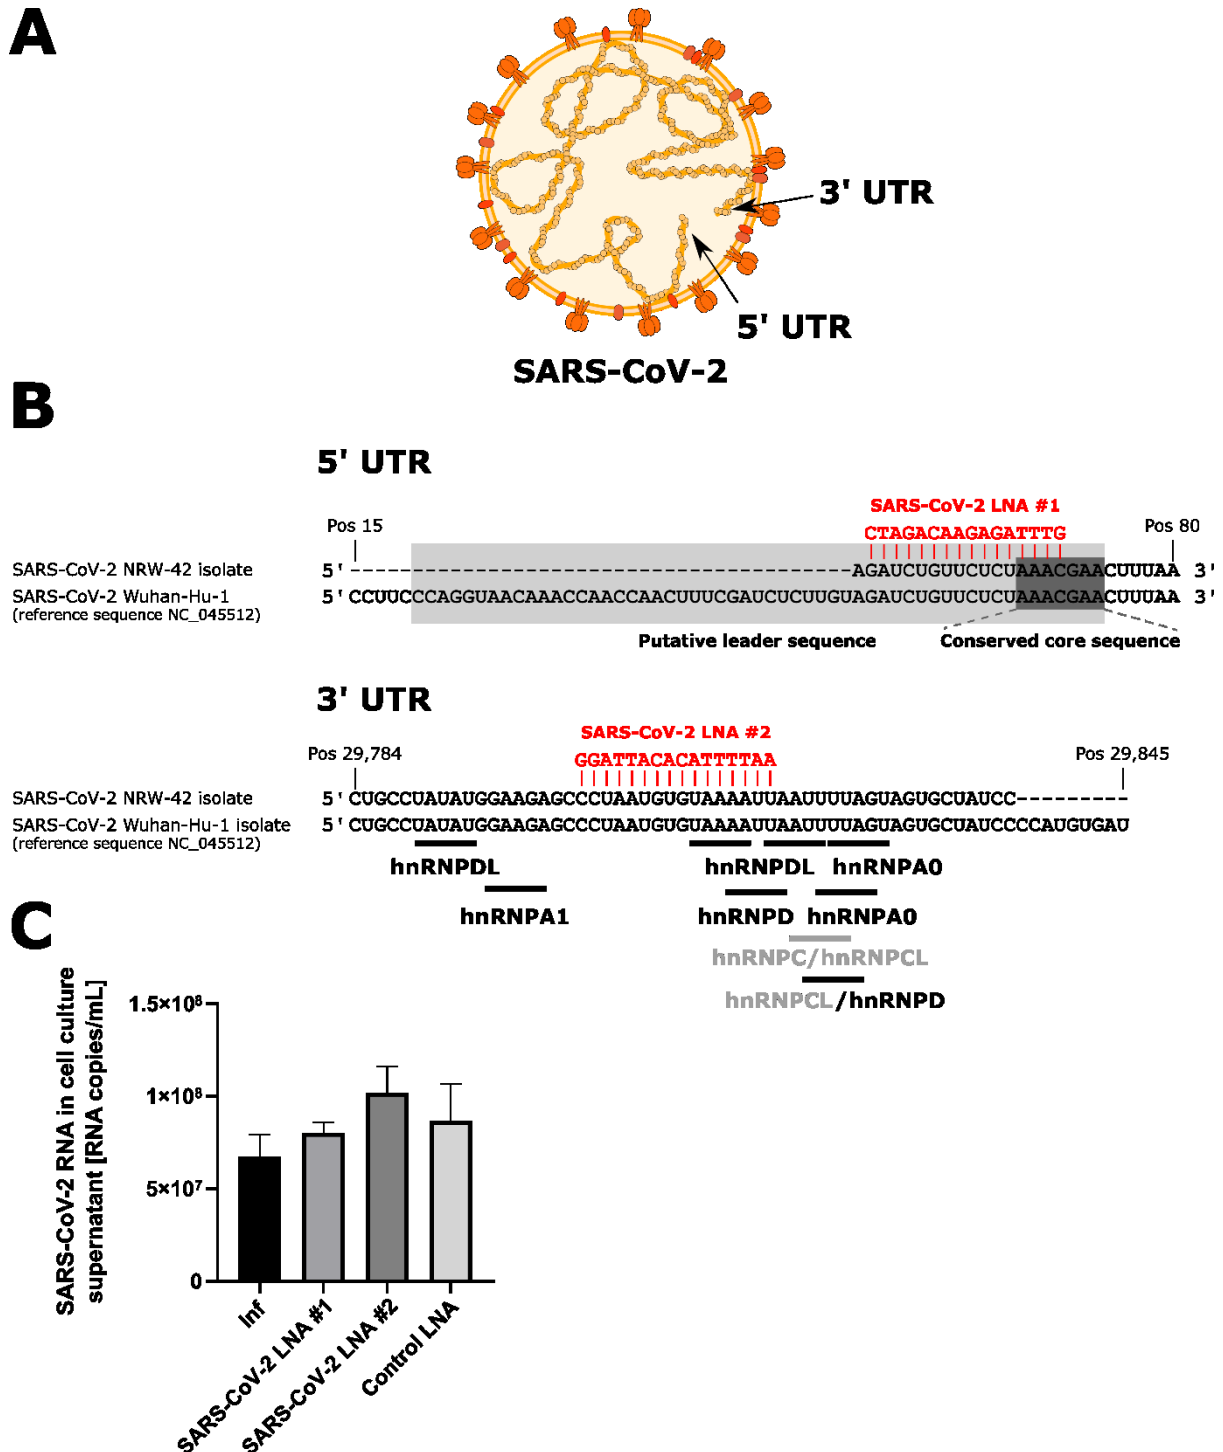 A
3' UTR
5' UTR
SARS-CoV-2
B
5' UTR
SARS-CoV-2 LNA #1
Pos 15
CTAGACAAGAGATTTG
Pos 80
SARS-CoV-2 NRW-42 isolate
5'---------------------------------------AGAUCUGUUCUCUAAACGAACUUUAA 3'
SARS-CoV-2 Wuhan-Hu-1
5'CCUUCCCAGGUAACAAACCAACCAACUUUCGAUCUCUUGUAGAUCUGUUCUCUAAACGAACUUUAA 3'
(reference sequence NC_045512)
Putative leader sequence
Conserved core sequence
3' UTR
SARS-CoV-2 LNA #2
Pos 29,784
GGATTACACATTTTAA
Pos 29,845
SARS-CoV-2 NRW-42 isolate
5'CUGCCUAUAUGGAAGAGCCCUAAUGUGUAAAAUUAAUUUUAGUAGUGCUAUCC---------
SARS-CoV-2 Wuhan-Hu-1 isolate
5'CUGCCUAUAUGGAAGAGCCCUAAUGUGUAAAAUUAAUUUUAGUAGUGCUAUCCCCAUGUGAU
(reference sequence NC_045512)
hnRNPDL
hnRNPDL
hnRNPA0
hnRNPA1
hnRNPD
hnRNPA0
hnRNPC/hnRNPCL
hnRNPCL/hnRNPD
C
SARS-CoV-2 RNA in cell culture
supernatant [RNA copies/mL]
1.5×10⁸
1×10⁸
5×10⁷
0
Inf
SARS-CoV-2 LNA #1
SARS-CoV-2 LNA #2
Control LNA